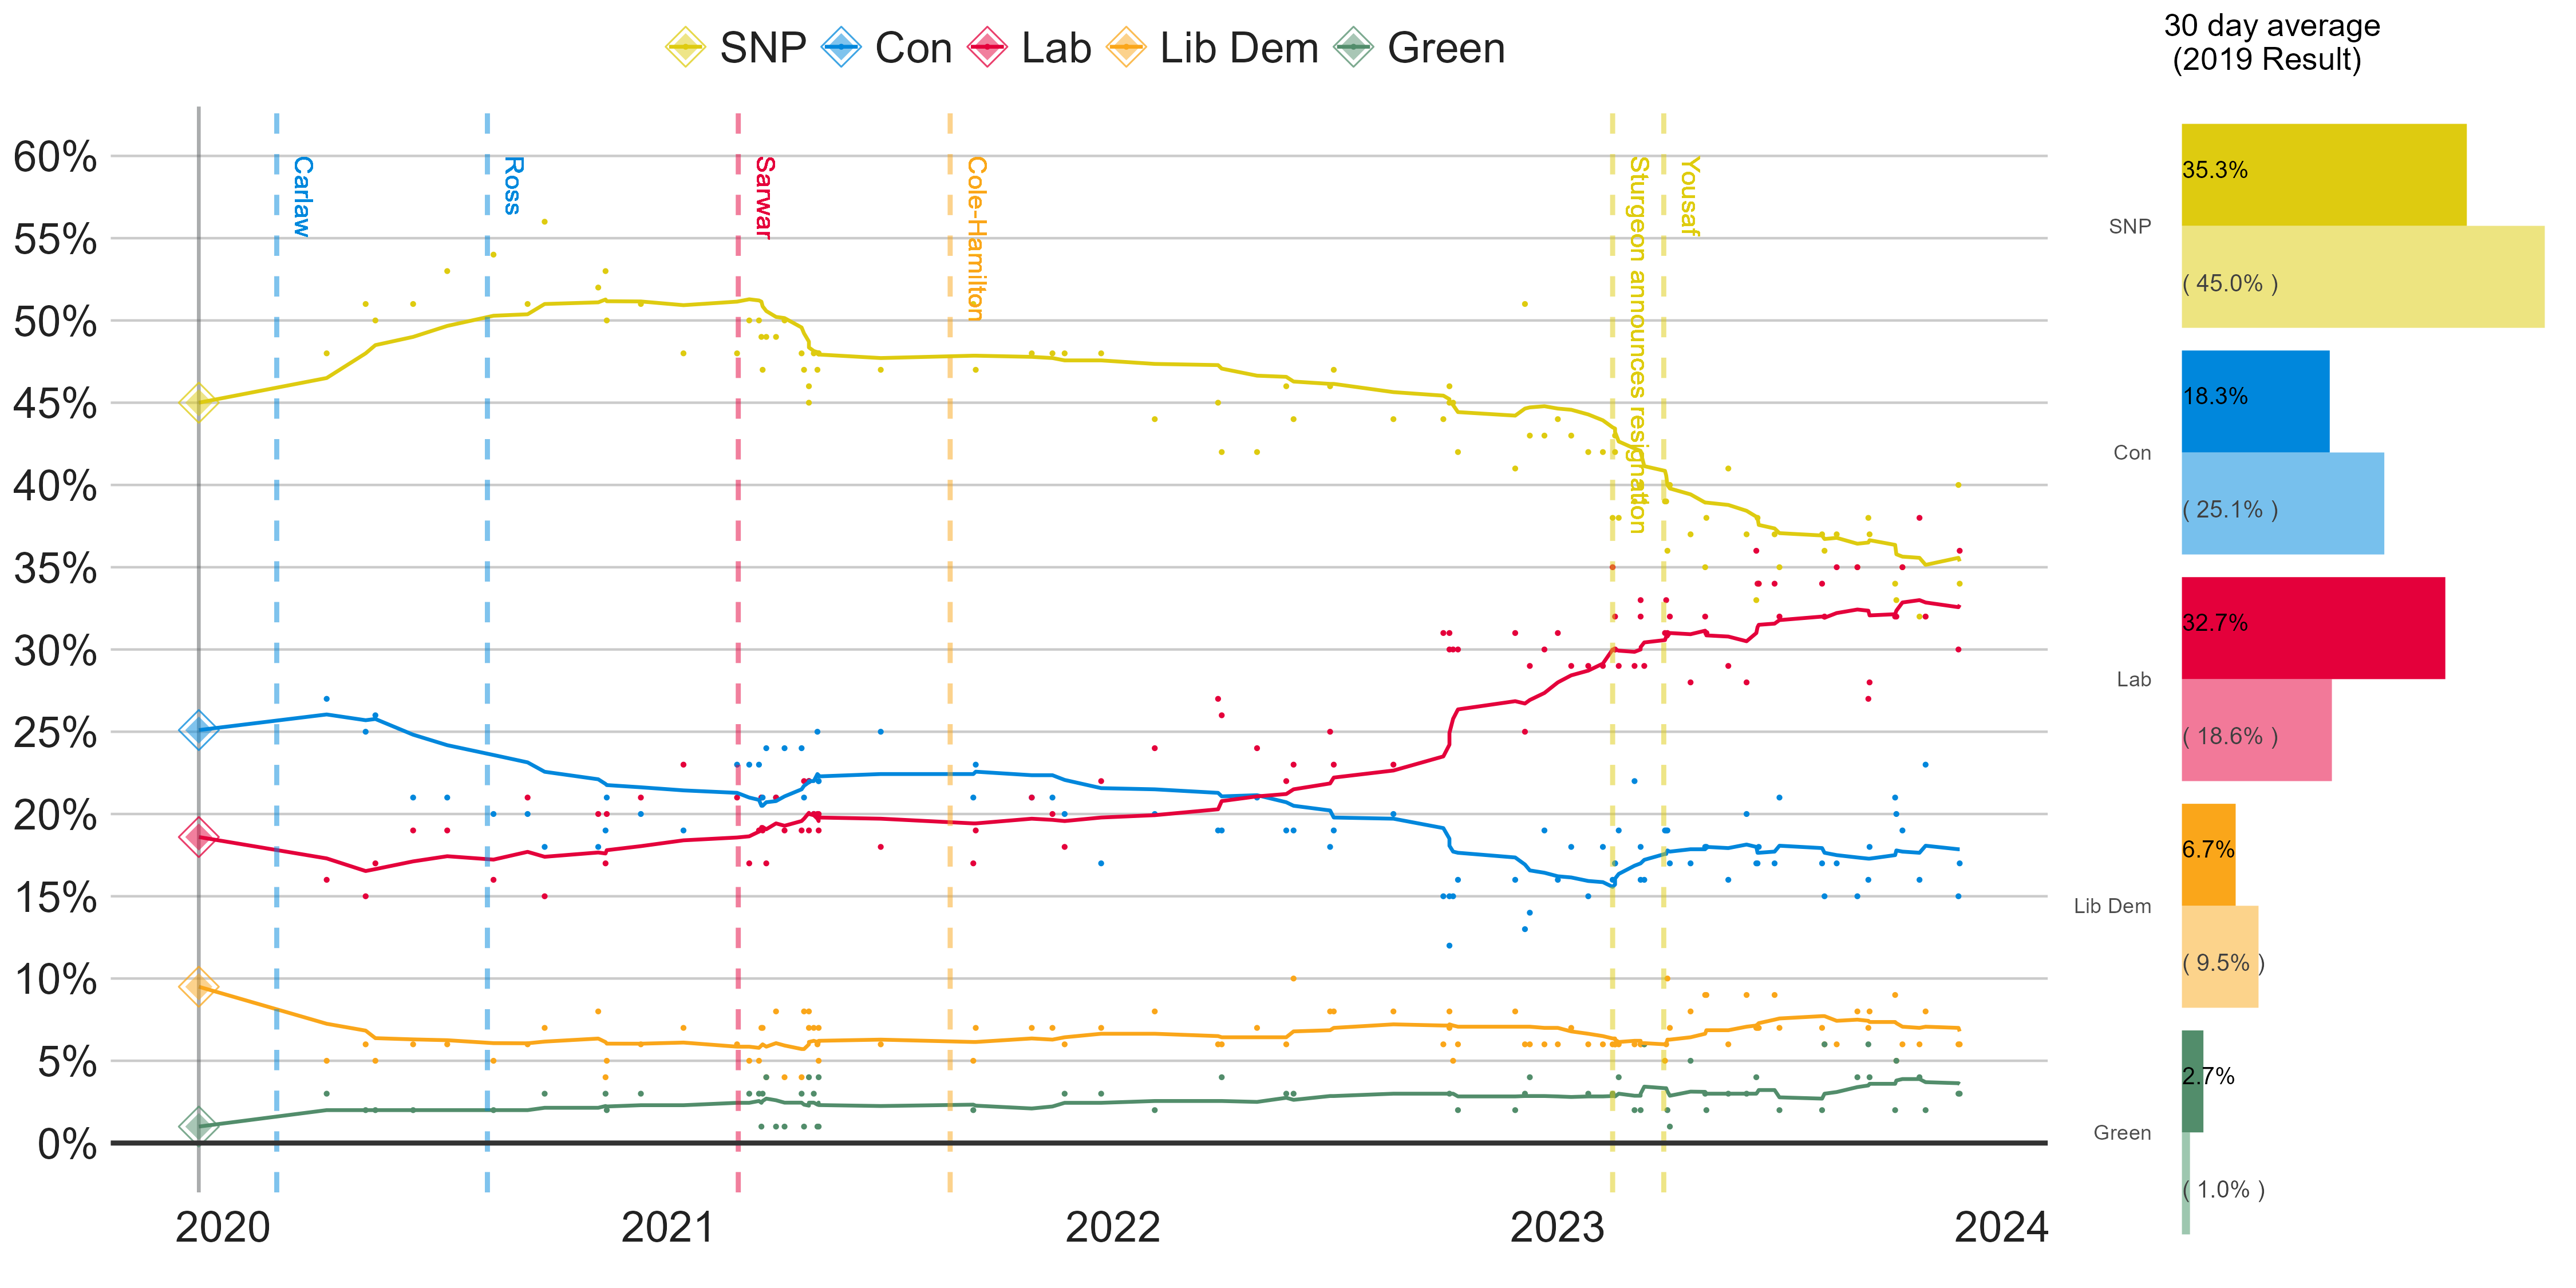 SNP Con Lab Lib Dem Green
30 day average
(2019 Result)
60%
55%
50%
45%
40%
35%
30%
25%
20%
15%
10%
5%
0%
Carlaw
Ross
Sarwar
Cole-Hamilton
Sturgeon announces resignation
Yousaf
2020 2021 2022 2023 2024
SNP
35.3%
( 45.0% )
Con
18.3%
( 25.1% )
Lab
32.7%
( 18.6% )
Lib Dem
6.7%
( 9.5% )
Green
2.7%
( 1.0% )